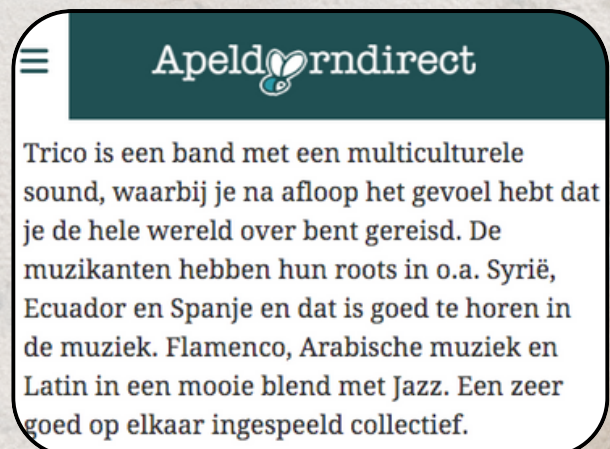 Apeldoorndirect
Trico is een band met een multiculturele
sound, waarbij je na afloop het gevoel hebt dat
je de hele wereld over bent gereisd. De
muzikanten hebben hun roots in o.a. Syrië,
Ecuador en Spanje en dat is goed te horen in
de muziek. Flamenco, Arabische muziek en
Latin in een mooie blend met Jazz. Een zeer
goed op elkaar ingespeeld collectief.